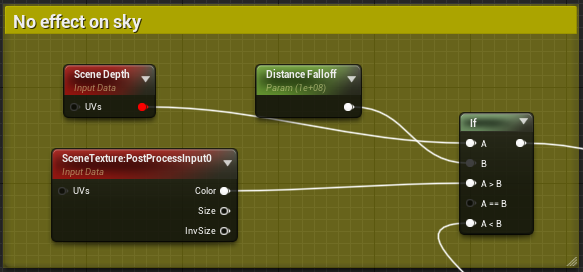 No effect on sky
Scene Depth
Input Data
UVs
Distance Falloff
Param (1e+08)
If
A
B
A > B
A == B
A < B
SceneTexture:PostProcessInput0
Input Data
UVs
Color
Size
InvSize